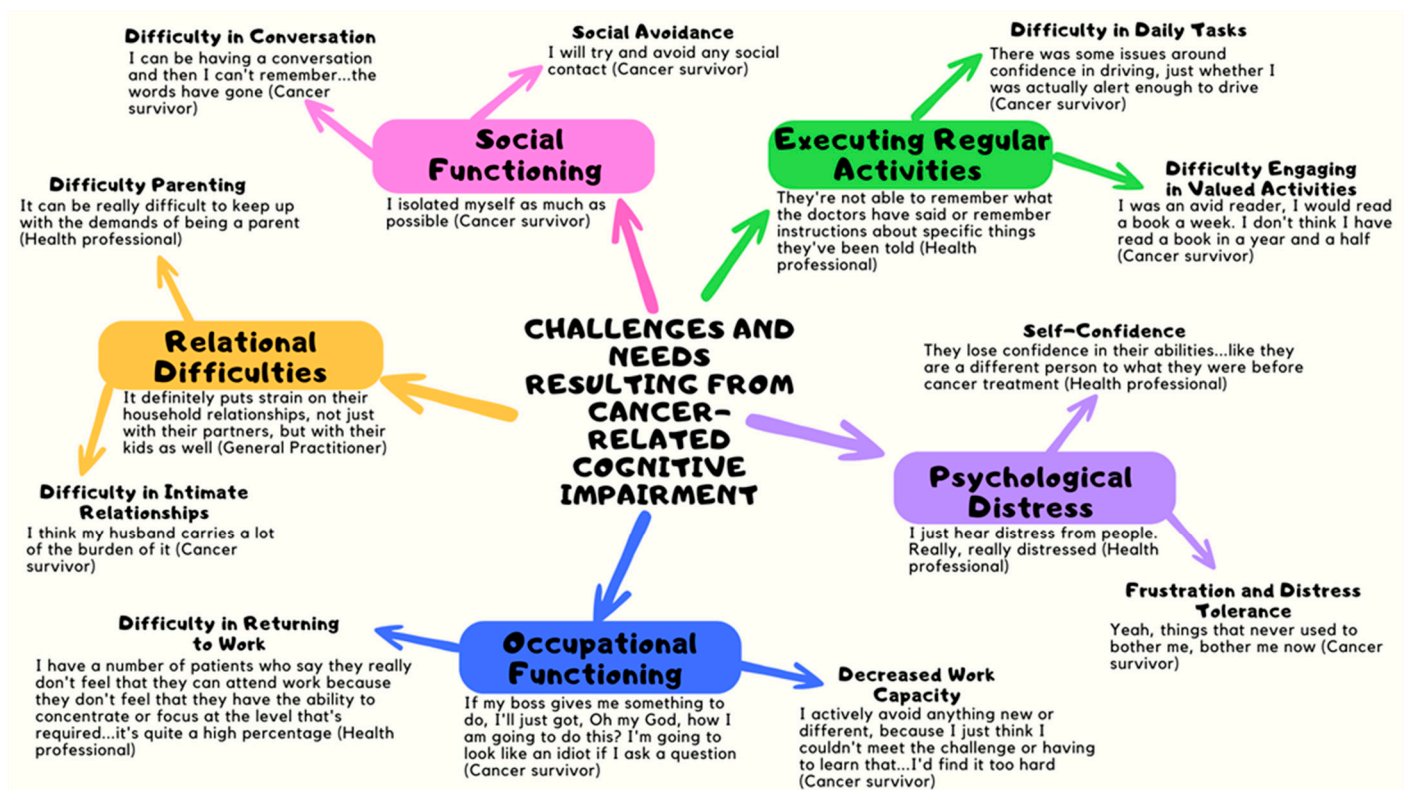 Difficulty in Conversation
I can be having a conversation
and then I can't remember...the
words have gone (Cancer
survivor)
Social Avoidance
I will try and avoid any social
contact (Cancer survivor)
Social
Functioning
I isolated myself as much as
possible (Cancer survivor)
Difficulty in Daily Tasks
There was some issues around
confidence in driving, just whether I
was actually alert enough to drive
(Cancer survivor)
Executing Regular
Activities
They're not able to remember what
the doctors have said or remember
instructions about specific things
they've been told (Health
professional)
Difficulty Engaging
in Valued Activities
I was an avid reader, I would read
a book a week. I don't think I have
read a book in a year and a half
(Cancer survivor)
Difficulty Parenting
It can be really difficult to keep up
with the demands of being a parent
(Health professional)
Relational
Difficulties
It definitely puts strain on their
household relationships, not just
with their partners, but with their
kids as well (General Practitioner)
Difficulty in Intimate
Relationships
I think my husband carries a lot
of the burden of it (Cancer
survivor)
CHALLENGES AND
NEEDS
RESULTING FROM
CANCER-
RELATED
COGNITIVE
IMPAIRMENT
Self-Confidence
They lose confidence in their abilities...like they
are a different person to what they were before
cancer treatment (Health professional)
Psychological
Distress
I just hear distress from people.
Really, really distressed (Health
professional)
Frustration and Distress
Tolerance
Yeah, things that never used to
bother me, bother me now (Cancer
survivor)
Difficulty in Returning
to Work
I have a number of patients who say they really
don't feel that they can attend work because
they don't feel that they have the ability to
concentrate or focus at the level that's
required...it's quite a high percentage (Health
professional)
Occupational
Functioning
If my boss gives me something to
do, I'll just got, Oh my God, how I
am going to do this? I'm going to
look like an idiot if I ask a question
(Cancer survivor)
Decreased Work
Capacity
I actively avoid anything new or
different, because I just think I
couldn't meet the challenge or having
to learn that...I'd find it too hard
(Cancer survivor)